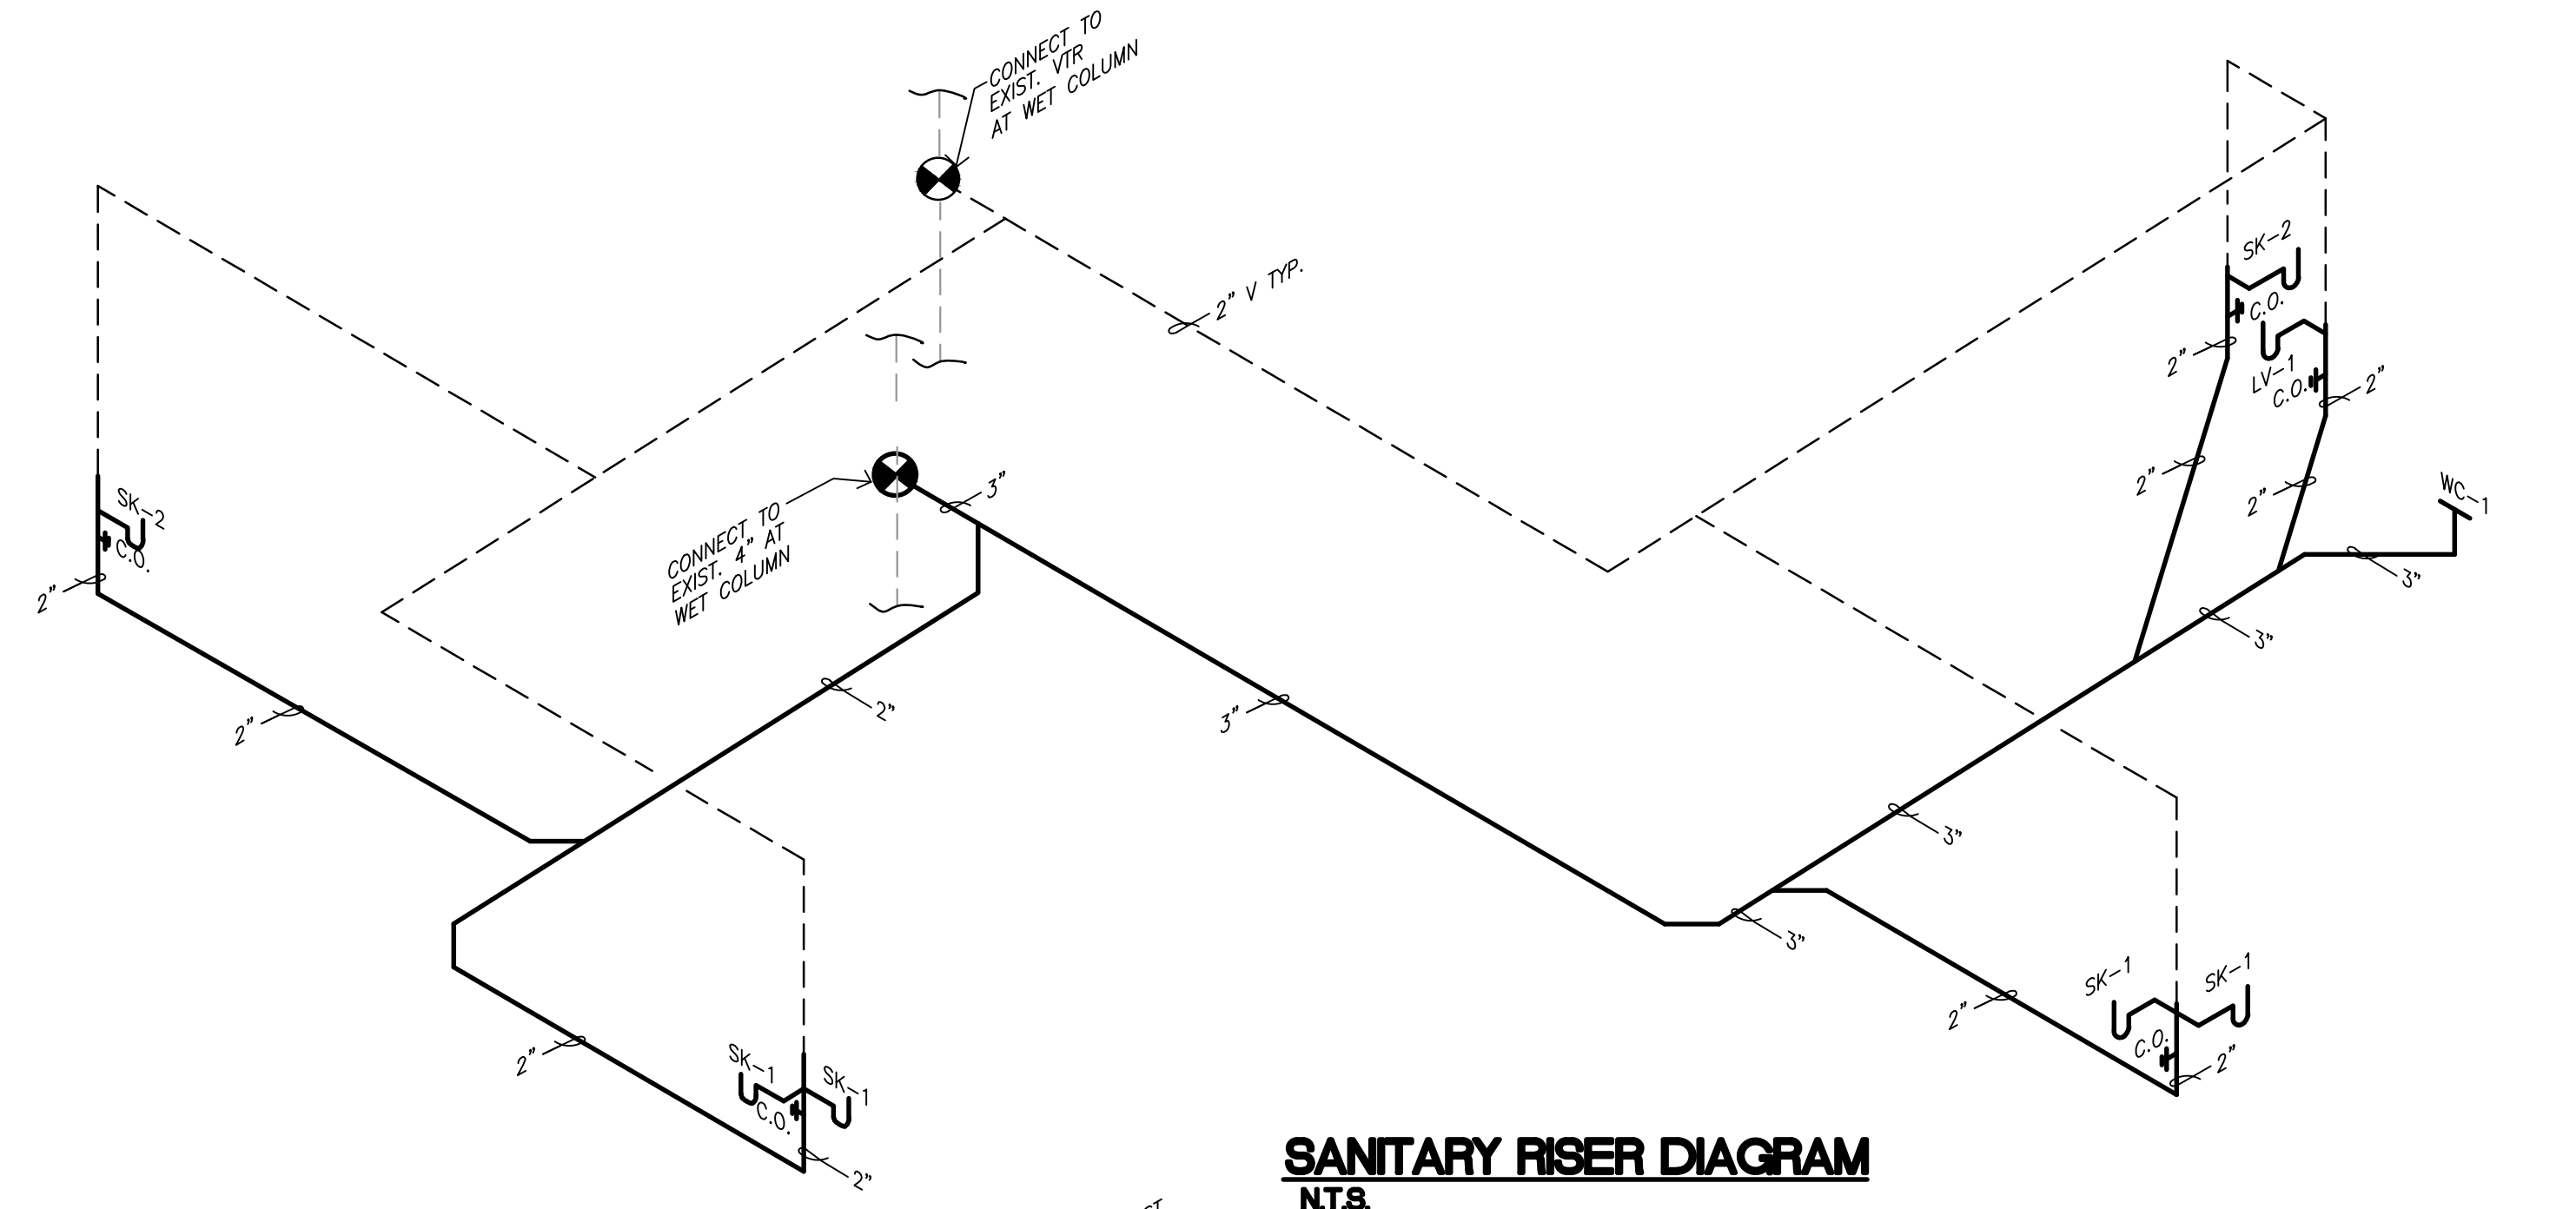 CONNECT TO
EXIST. VTR
AT WET COLUMN
2" V TYP.
SK-2
C.O.
2"
LV-1
C.O.
2"
2"
2"
WC-1
3"
3"
SK-2
C.O.
2"
3"
CONNECT TO
EXIST. 4" AT
WET COLUMN
2"
2"
3"
3"
3"
2"
SK-1
SK-1
C.O.
2"
2"
SK-1
SK-1
C.O.
2"
SANITARY RISER DIAGRAM
N.T.S.